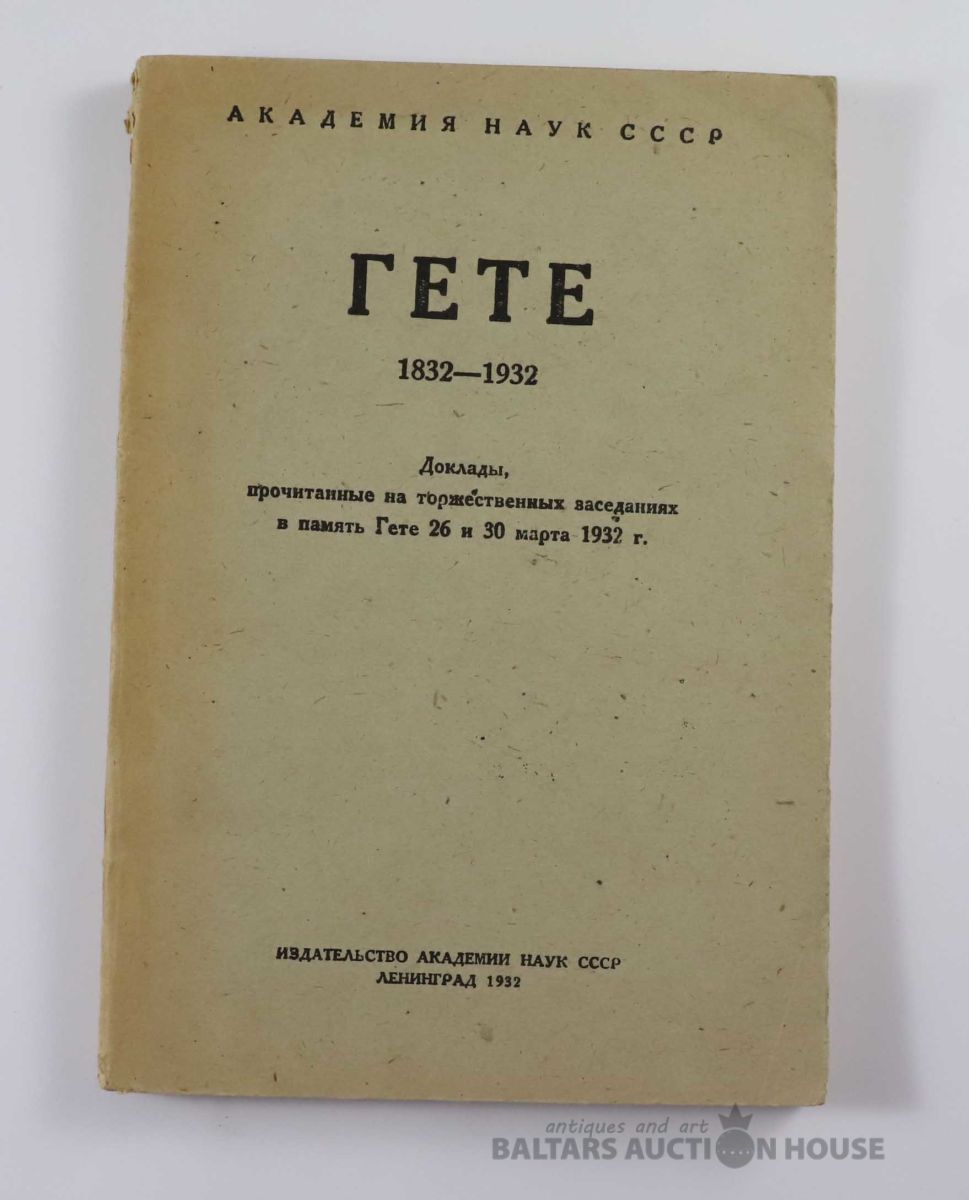 АКАДЕМИЯ НАУК СССР
ГЕТЕ
1832—1932
Доклады,
прочитанные на торжественных заседаниях
в память Гете 26 и 30 марта 1932 г.
ИЗДАТЕЛЬСТВО АКАДЕМИИ НАУК СССР
ЛЕНИНГРАД 1932
antiques and art
BALTARS AUCTION HOUSE